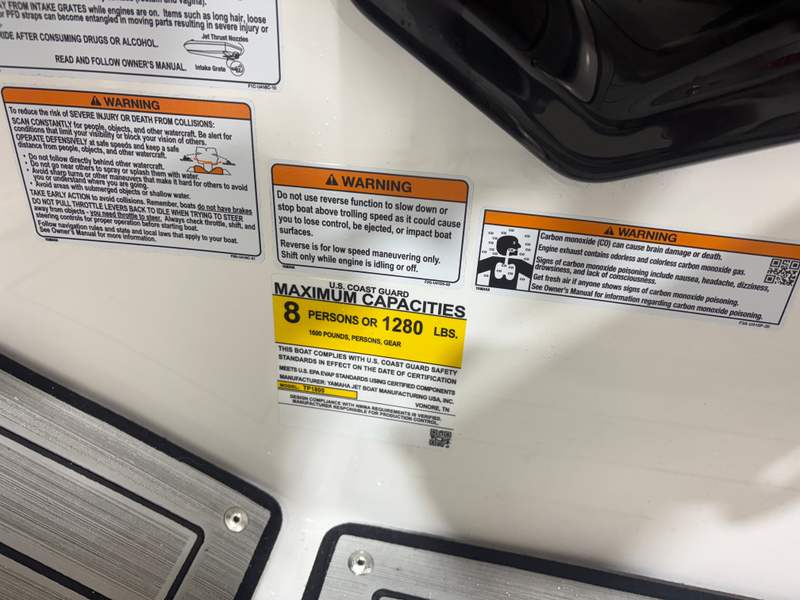 Y FROM INTAKE GRATES while engines are on. Items such as long hair, loose
or PFD straps can become entangled in moving parts resulting in severe injury or
RIDE AFTER CONSUMING DRUGS OR ALCOHOL.
Jet Thrust Nozzles
READ AND FOLLOW OWNER'S MANUAL.
Intake Grate
WARNING
To reduce the risk of SEVERE INJURY OR DEATH FROM COLLISIONS:
SCAN CONSTANTLY for people, objects, and other watercraft. Be alert for
conditions that limit your visibility or block your vision of others.
OPERATE DEFENSIVELY at safe speeds and keep a safe
distance from people, objects, and other watercraft.
• Do not follow directly behind other watercraft.
• Do not go near others to spray or splash them with water.
• Avoid sharp turns or other maneuvers that make it hard for others to avoid
you or understand where you are going.
• Avoid areas with submerged objects or shallow water.
TAKE EARLY ACTION to avoid collisions. Remember, boats do not have brakes
DO NOT PULL THROTTLE LEVERS BACK TO IDLE WHEN TRYING TO STEER
away from objects - you need throttle to steer. Always check throttle, shift, and
steering controls for proper operation before starting boat.
Follow navigation rules and state and local laws that apply to your boat.
See Owner's Manual for more information.
WARNING
Do not use reverse function to slow down or
stop boat above trolling speed as it could cause
you to lose control, be ejected, or impact boat
surfaces.
Reverse is for low speed maneuvering only.
Shift only while engine is idling or off.
WARNING
Carbon monoxide (CO) can cause brain damage or death.
Engine exhaust contains odorless and colorless carbon monoxide gas.
Signs of carbon monoxide poisoning include nausea, headache, dizziness,
drowsiness, and lack of consciousness.
Get fresh air if anyone shows signs of carbon monoxide poisoning.
See Owner's Manual for information regarding carbon monoxide poisoning.
U.S. COAST GUARD
MAXIMUM CAPACITIES
8 PERSONS OR 1280 LBS.
1600 POUNDS, PERSONS, GEAR
THIS BOAT COMPLIES WITH U.S. COAST GUARD SAFETY
STANDARDS IN EFFECT ON THE DATE OF CERTIFICATION
MEETS U.S. EPA EVAP STANDARDS USING CERTIFIED COMPONENTS
MANUFACTURER: YAMAHA JET BOAT MANUFACTURING USA, INC.
MODEL: TF1800 VONORE, TN
DESIGN COMPLIANCE WITH NMMA REQUIREMENTS IS VERIFIED.
MANUFACTURER RESPONSIBLE FOR PRODUCTION CONTROL.